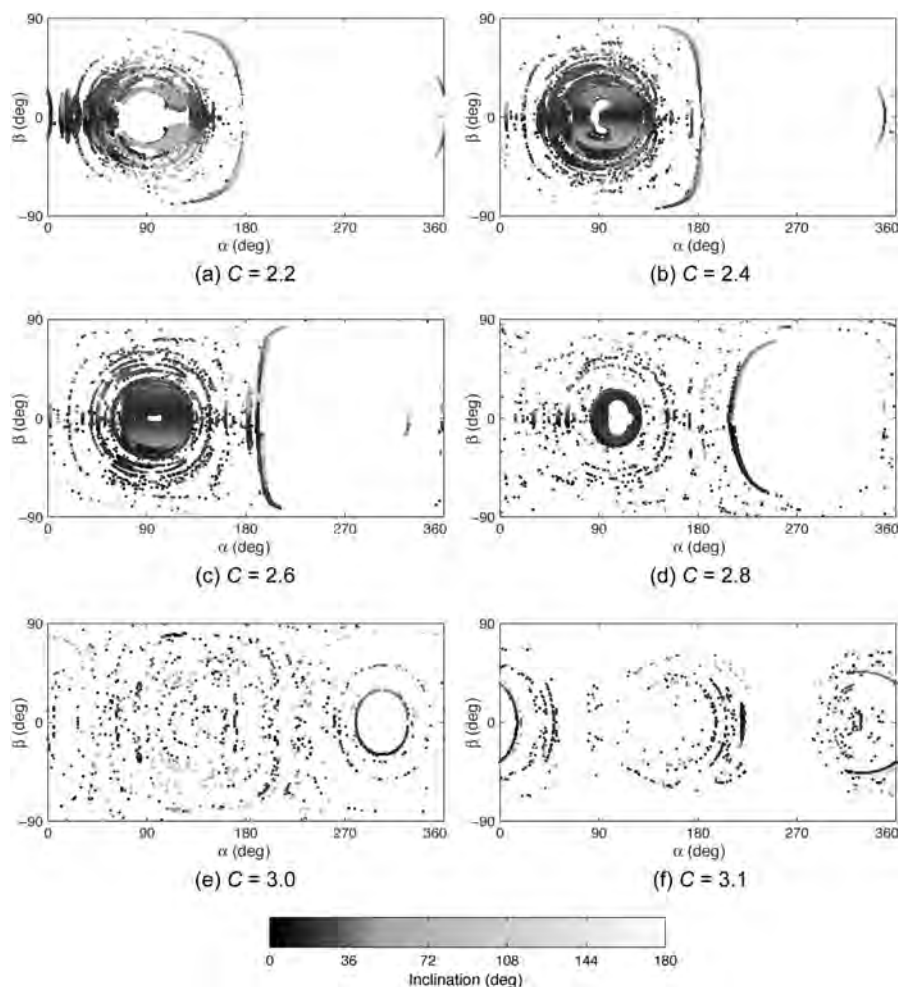 90
0
−90
β (deg)
0
90
180
270
360
α (deg)
(a) C = 2.2
90
0
−90
β (deg)
0
90
180
270
360
α (deg)
(b) C = 2.4
90
0
−90
β (deg)
0
90
180
270
360
α (deg)
(c) C = 2.6
90
0
−90
β (deg)
0
90
180
270
360
α (deg)
(d) C = 2.8
90
0
−90
β (deg)
0
90
180
270
360
α (deg)
(e) C = 3.0
90
0
−90
β (deg)
0
90
180
270
360
α (deg)
(f) C = 3.1
0
36
72
108
144
180
Inclination (deg)